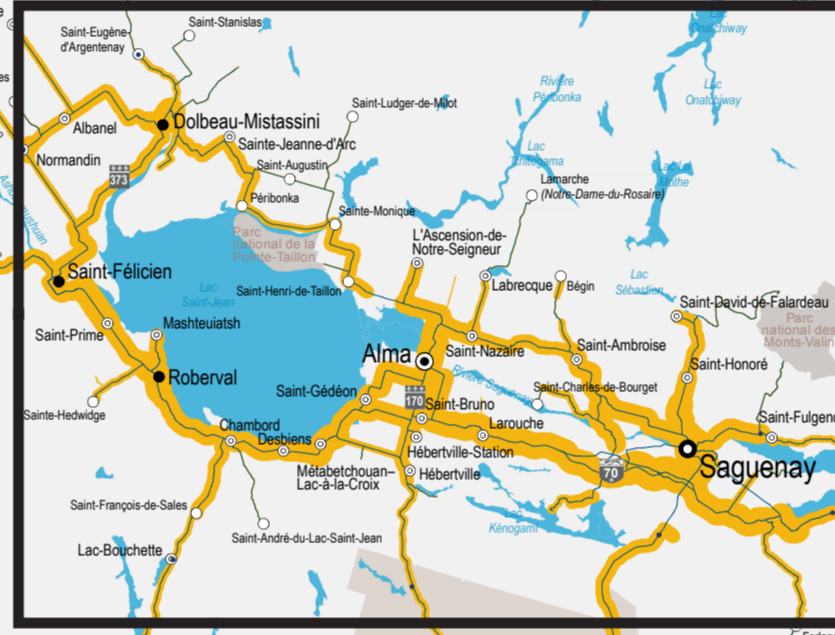 Saint-Stanislas
Saint-Eugène-
d'Argentenay
Lac
Onatchiway
Rivière
Péribonka
Lac
Onatchiway
Saint-Ludger-de-Milot
Dolbeau-Mistassini
Albanel
Sainte-Jeanne-d'Arc
Normandin
Saint-Augustin
Lac
Tchitogama
Lac La
Mothe
373
Lamarche
(Notre-Dame-du-Rosaire)
Péribonka
Sainte-Monique
Parc
national de la
Pointe-Taillon
L'Ascension-de-
Notre-Seigneur
Saint-Félicien
Lac
Saint-Jean
Saint-Henri-de-Taillon
Labrecque
Bégin
Lac
Sébastien
Saint-David-de-Falardeau
Parc
national des
Monts-Valin
Saint-Prime
Mashteuiatsh
Alma
Saint-Nazaire
Saint-Ambroise
Saint-Honoré
Roberval
Rivière Saguenay
Saint-Gédéon
170
Saint-Charles-de-Bourget
Sainte-Hedwidge
Saint-Bruno
Chambord
Desbiens
Larouche
Saint-Fulgenc
Hébertville-Station
Saguenay
Métabetchouan–
Lac-à-la-Croix
Hébertville
70
Saint-François-de-Sales
Lac
Kénogami
Saint-André-du-Lac-Saint-Jean
Lac-Bouchette